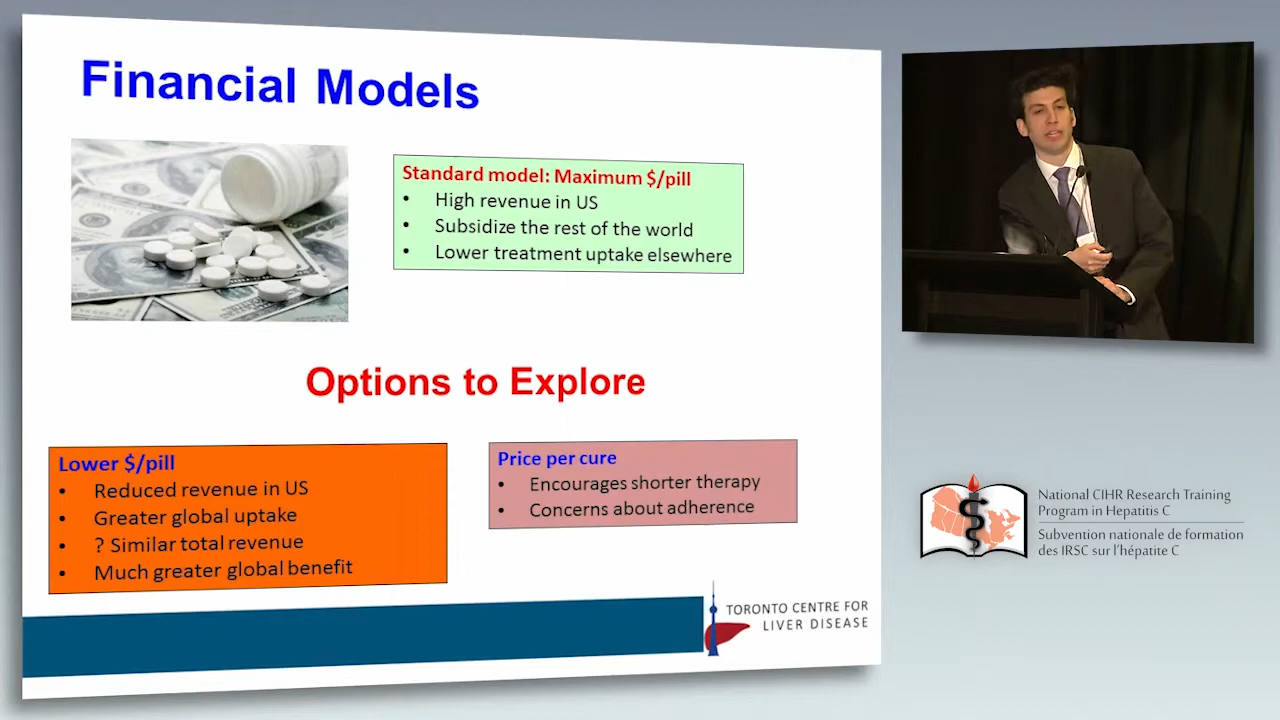 Financial Models
Standard model: Maximum $/pill
• High revenue in US
• Subsidize the rest of the world
• Lower treatment uptake elsewhere
Options to Explore
Lower $/pill
• Reduced revenue in US
• Greater global uptake
• ? Similar total revenue
• Much greater global benefit
Price per cure
• Encourages shorter therapy
• Concerns about adherence
TORONTO CENTRE FOR
LIVER DISEASE
National CIHR Research Training
Program in Hepatitis C
Subvention nationale de formation
des IRSC sur l'hépatite C